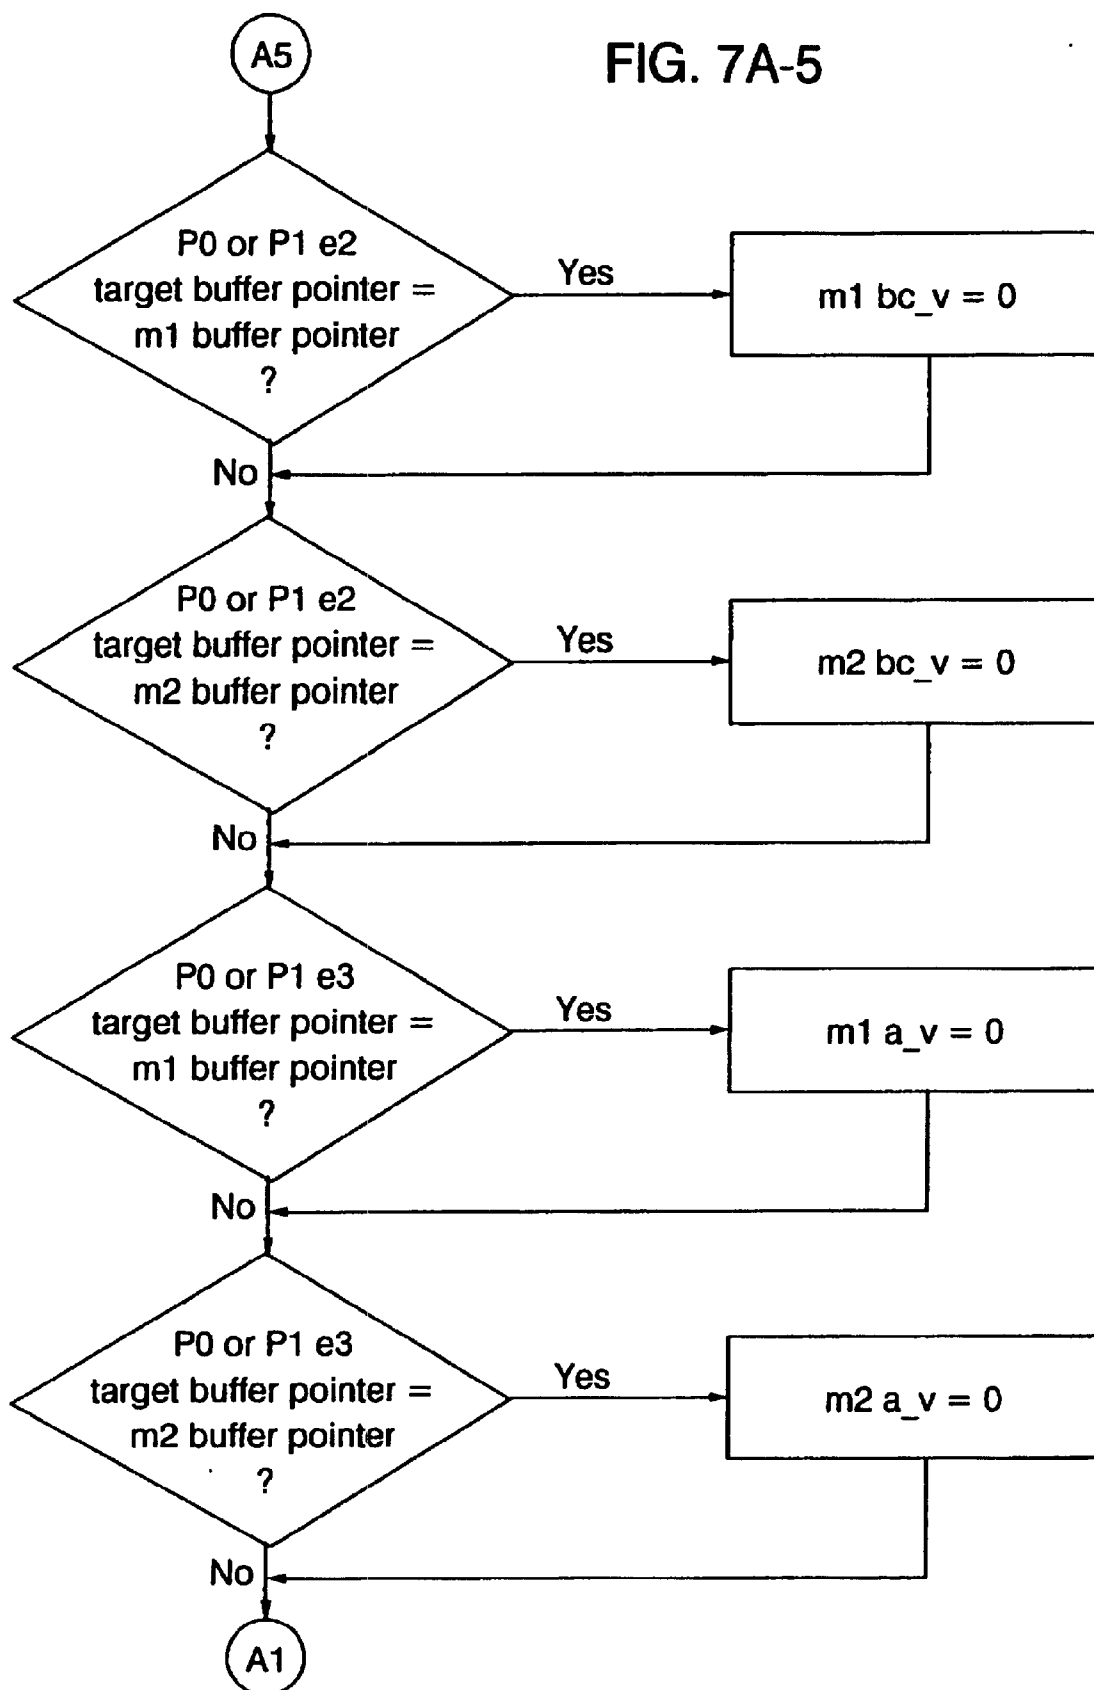 A5
FIG. 7A-5
P0 or P1 e2
target buffer pointer =
m1 buffer pointer
?
Yes
m1 bc_v = 0
No
P0 or P1 e2
target buffer pointer =
m2 buffer pointer
?
Yes
m2 bc_v = 0
No
P0 or P1 e3
target buffer pointer =
m1 buffer pointer
?
Yes
m1 a_v = 0
No
P0 or P1 e3
target buffer pointer =
m2 buffer pointer
?
Yes
m2 a_v = 0
No
A1